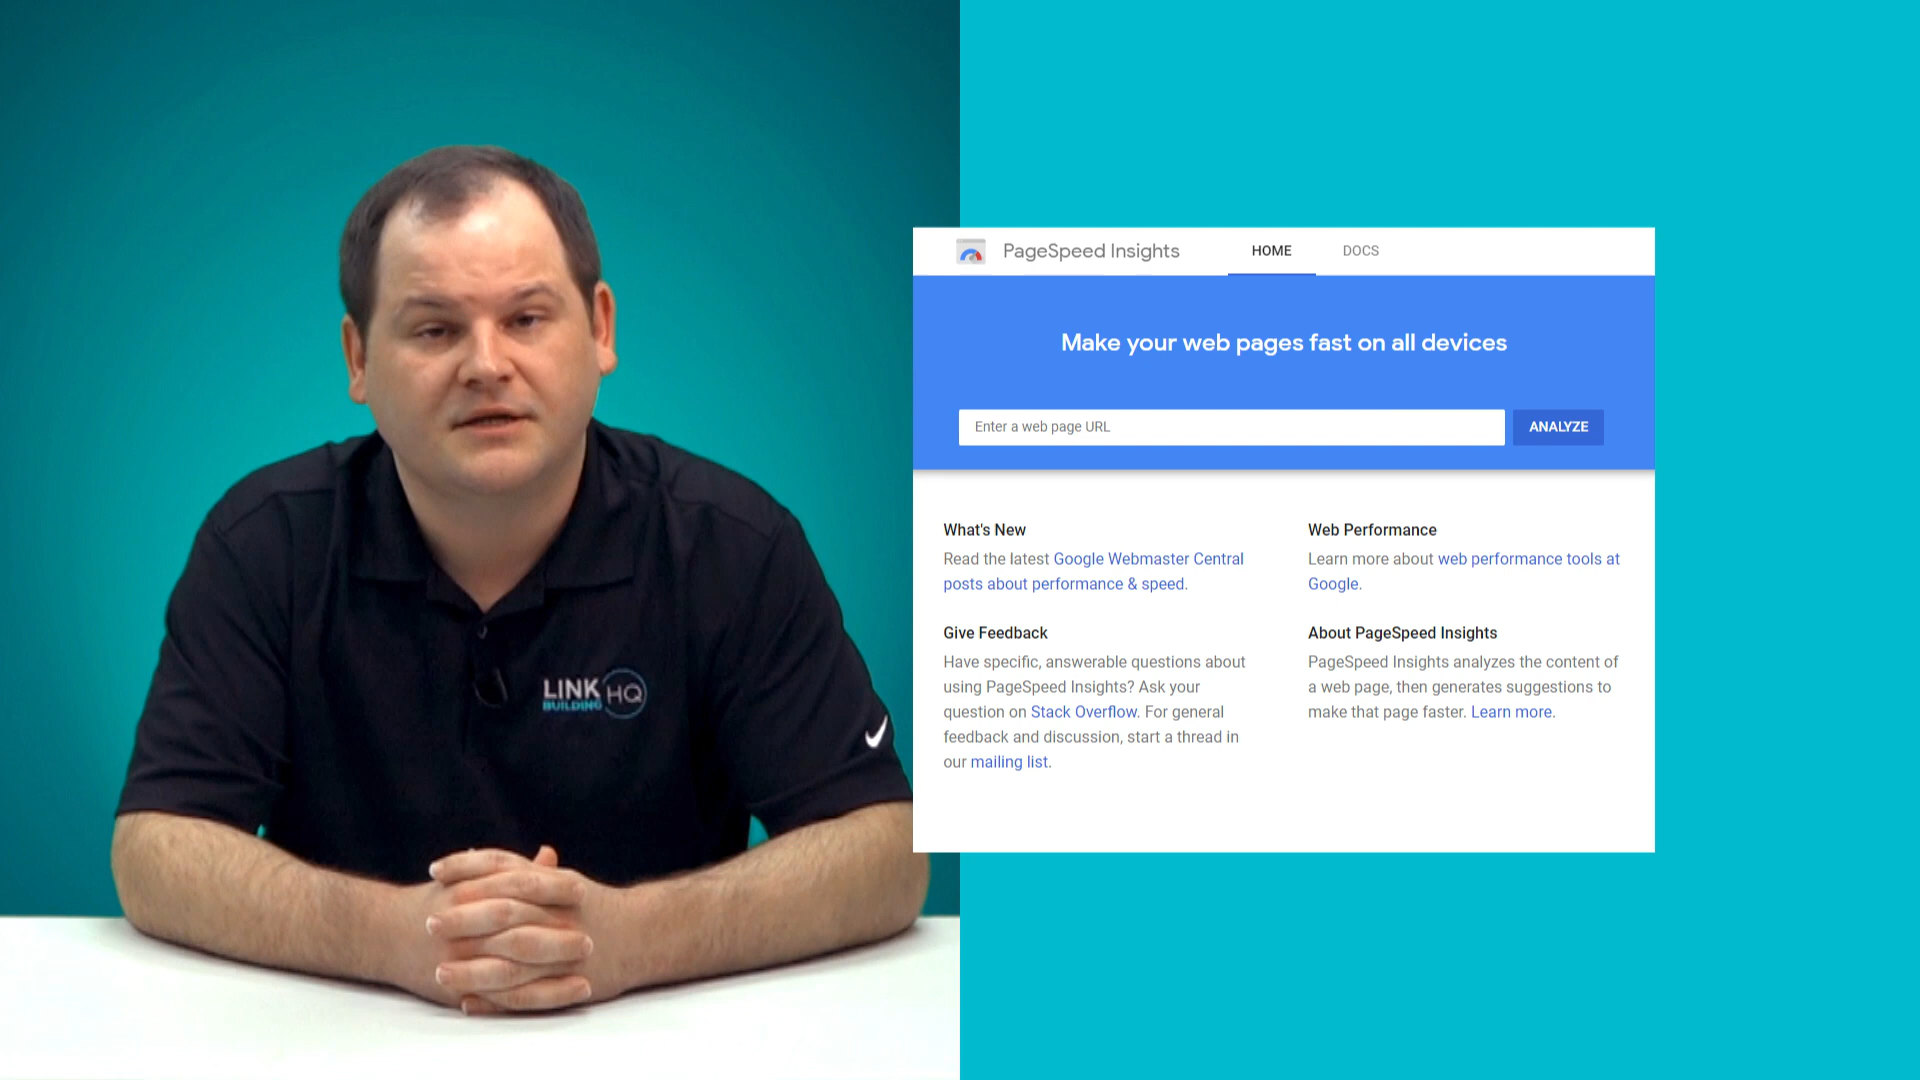 LINK
BUILDING
HQ
PageSpeed Insights
HOME
DOCS
Make your web pages fast on all devices
Enter a web page URL
ANALYZE
What's New
Read the latest Google Webmaster Central
posts about performance & speed.
Give Feedback
Have specific, answerable questions about
using PageSpeed Insights? Ask your
question on Stack Overflow. For general
feedback and discussion, start a thread in
our mailing list.
Web Performance
Learn more about web performance tools at
Google.
About PageSpeed Insights
PageSpeed Insights analyzes the content of
a web page, then generates suggestions to
make that page faster. Learn more.